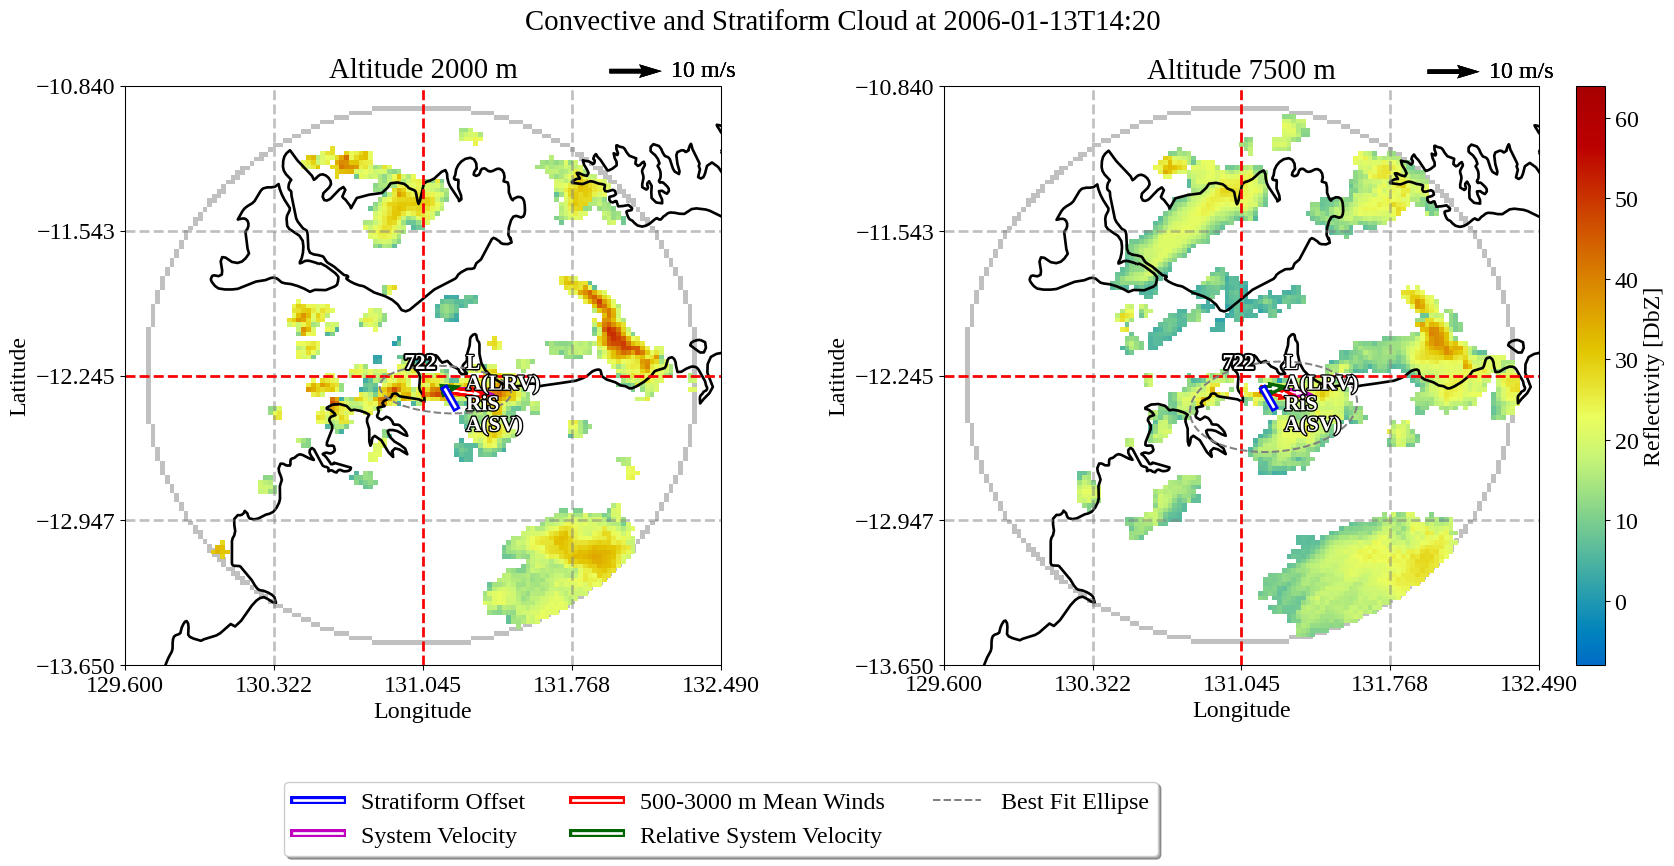 Convective and Stratiform Cloud at 2006-01-13T14:20
Altitude 2000 m
10 m/s
−10.840
−11.543
−12.245
−12.947
−13.650
Latitude
129.600
130.322
131.045
131.768
132.490
Longitude
722
L
A(LRV)
RiS
A(SV)
Altitude 7500 m
10 m/s
−10.840
−11.543
−12.245
−12.947
−13.650
Latitude
129.600
130.322
131.045
131.768
132.490
Longitude
722
L
A(LRV)
RiS
A(SV)
60
50
40
30
20
10
0
Reflectivity [DbZ]
Stratiform Offset
System Velocity
500-3000 m Mean Winds
Relative System Velocity
Best Fit Ellipse